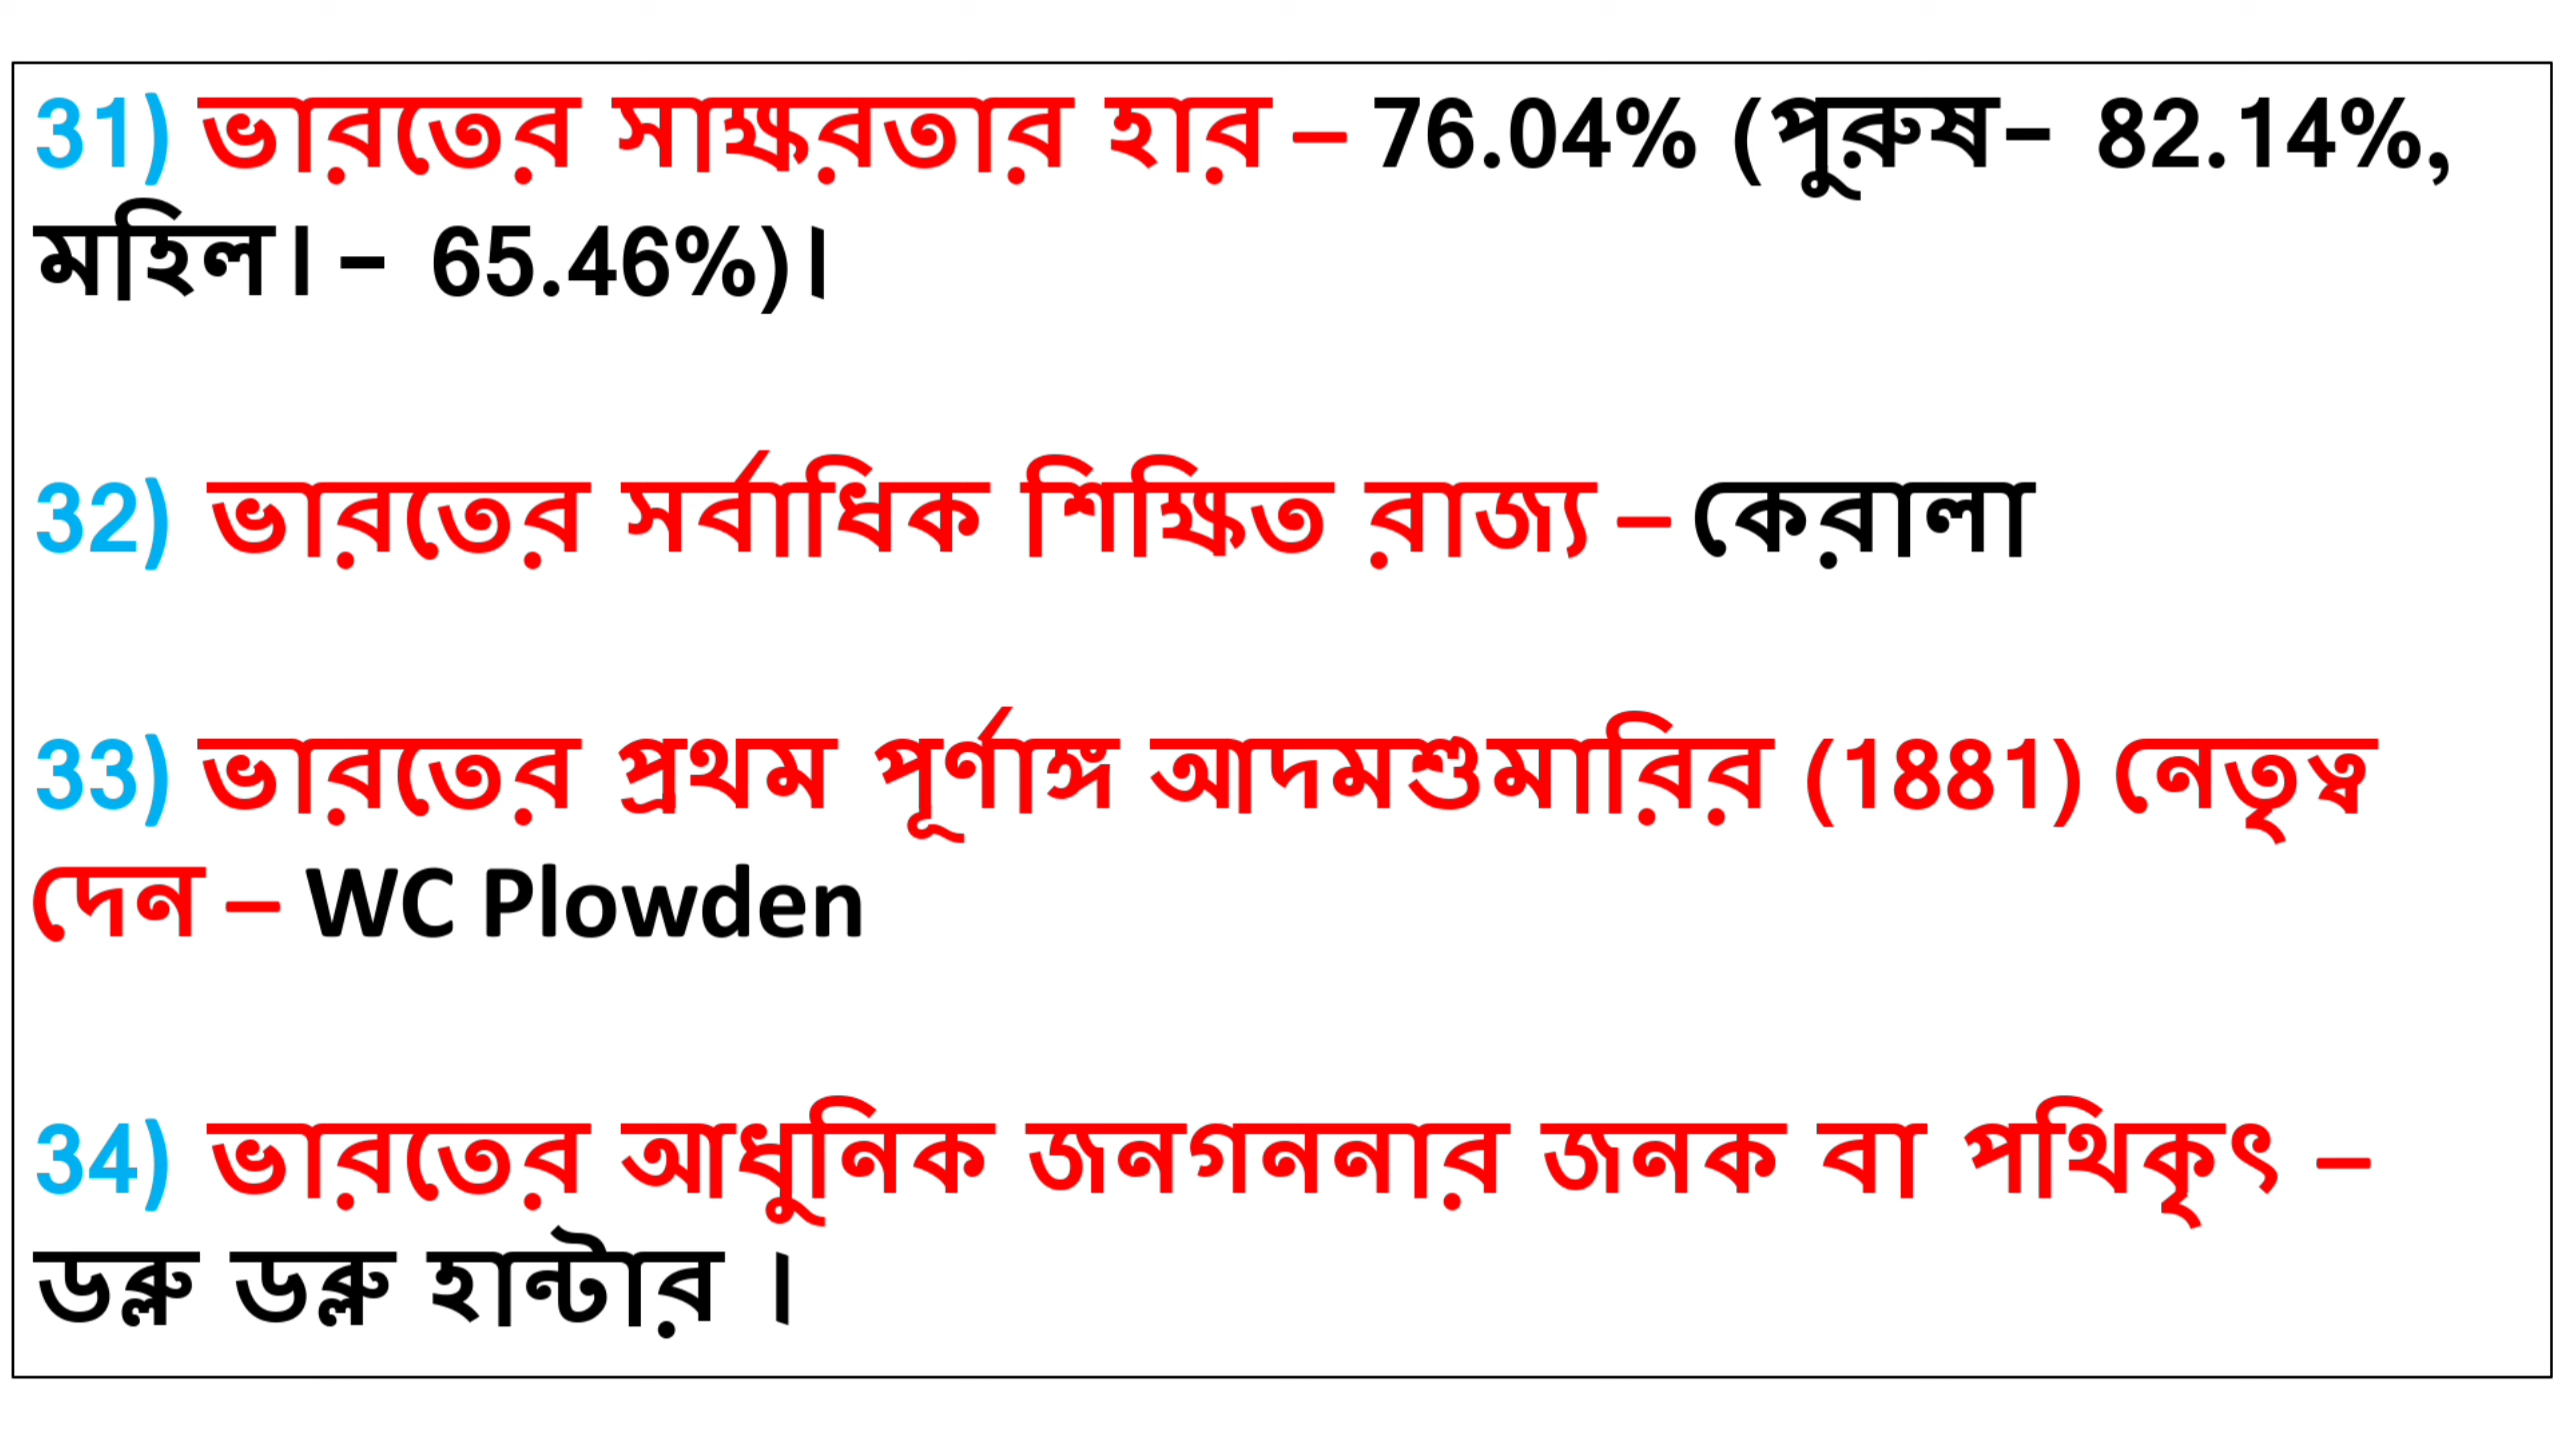 31) ভারতের সাক্ষরতার হার – 76.04% (পুরুষ– 82.14%,
মহিল।– 65.46%)।
32) ভারতের সর্বাধিক শিক্ষিত রাজ্য – কেরালা
33) ভারতের প্রথম পূর্ণাঙ্গ আদমশুমারির (1881) নেতৃত্ব
দেন – WC Plowden
34) ভারতের আধুনিক জনগননার জনক বা পথিকৃৎ –
ডব্লু ডব্লু হান্টার ।